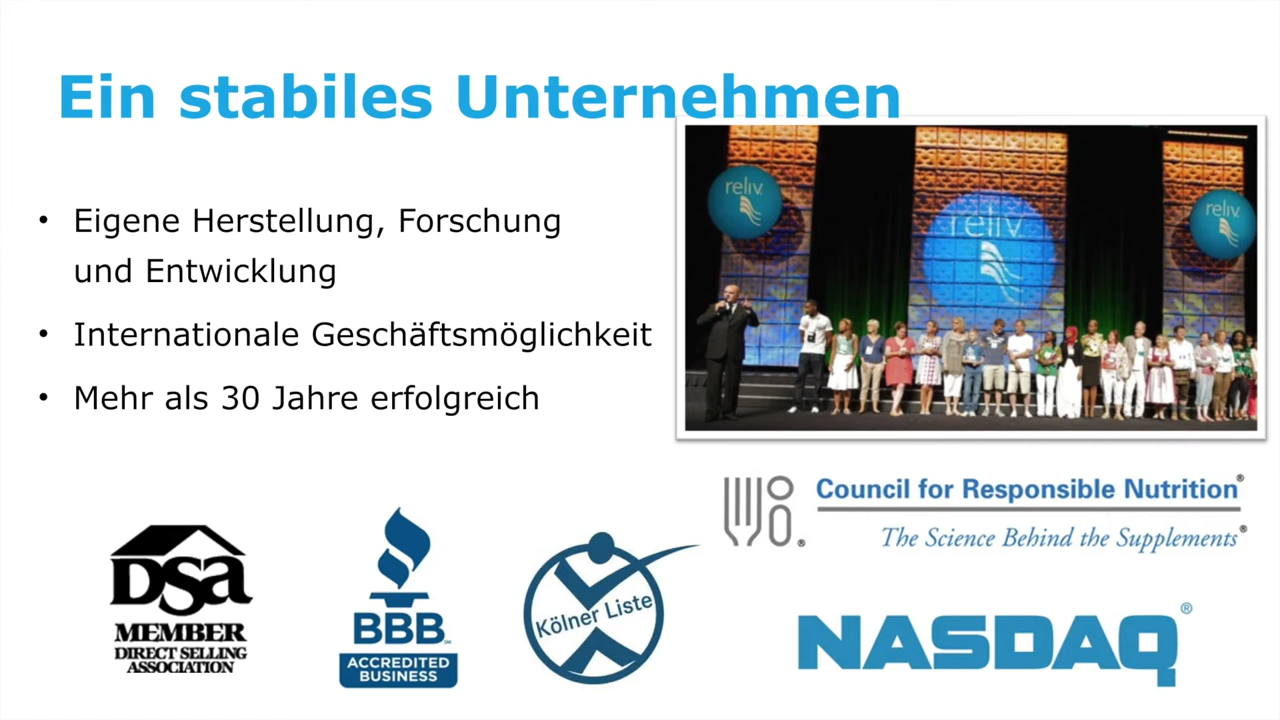 Ein stabiles Unternehmen
• Eigene Herstellung, Forschung
und Entwicklung
• Internationale Geschäftsmöglichkeit
• Mehr als 30 Jahre erfolgreich
reliv
reliv
reliv
Council for Responsible Nutrition®
The Science Behind the Supplements®
®
DSa
MEMBER
DIRECT SELLING
ASSOCIATION
BBB
SM
ACCREDITED
BUSINESS
Kölner Liste
NASDAQ®